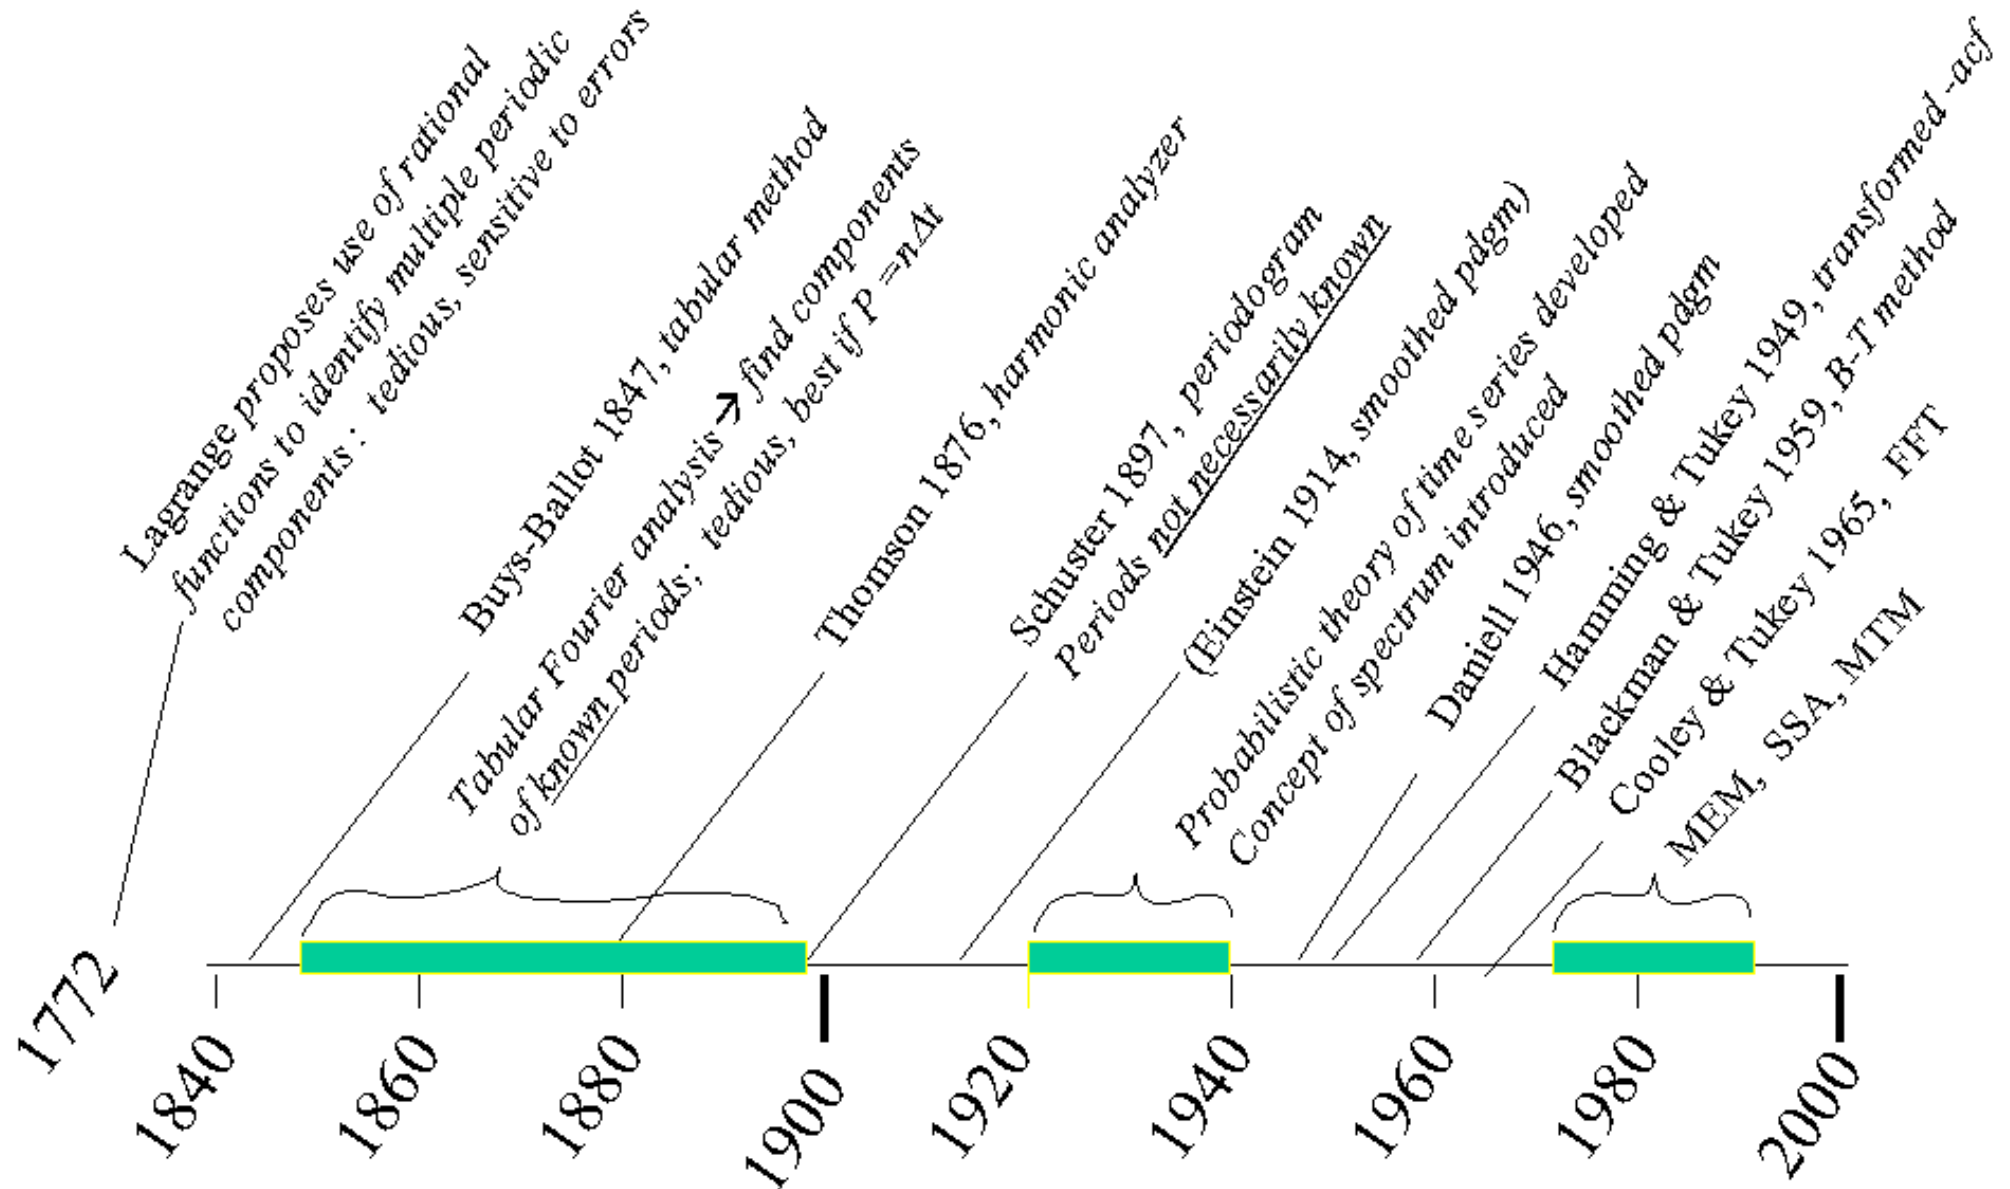 Lagrange proposes use of rational
functions to identify multiple periodic
components : tedious, sensitive to errors
Buys-Ballot 1847, tabular method
Tabular Fourier analysis → find components
of known periods; tedious, best if P =nΔt
Thomson 1876, harmonic analyzer
Schuster 1897, periodogram
Periods not necessarily known
(Einstein 1914, smoothed pdgm)
Probabilistic theory of time series developed
Concept of spectrum introduced
Daniell 1946, smoothed pdgm
Hamming & Tukey 1949, transformed -acf
Blackman & Tukey 1959, B-T method
Cooley & Tukey 1965, FFT
MEM, SSA, MTM
1772
1840
1860
1880
1900
1920
1940
1960
1980
2000